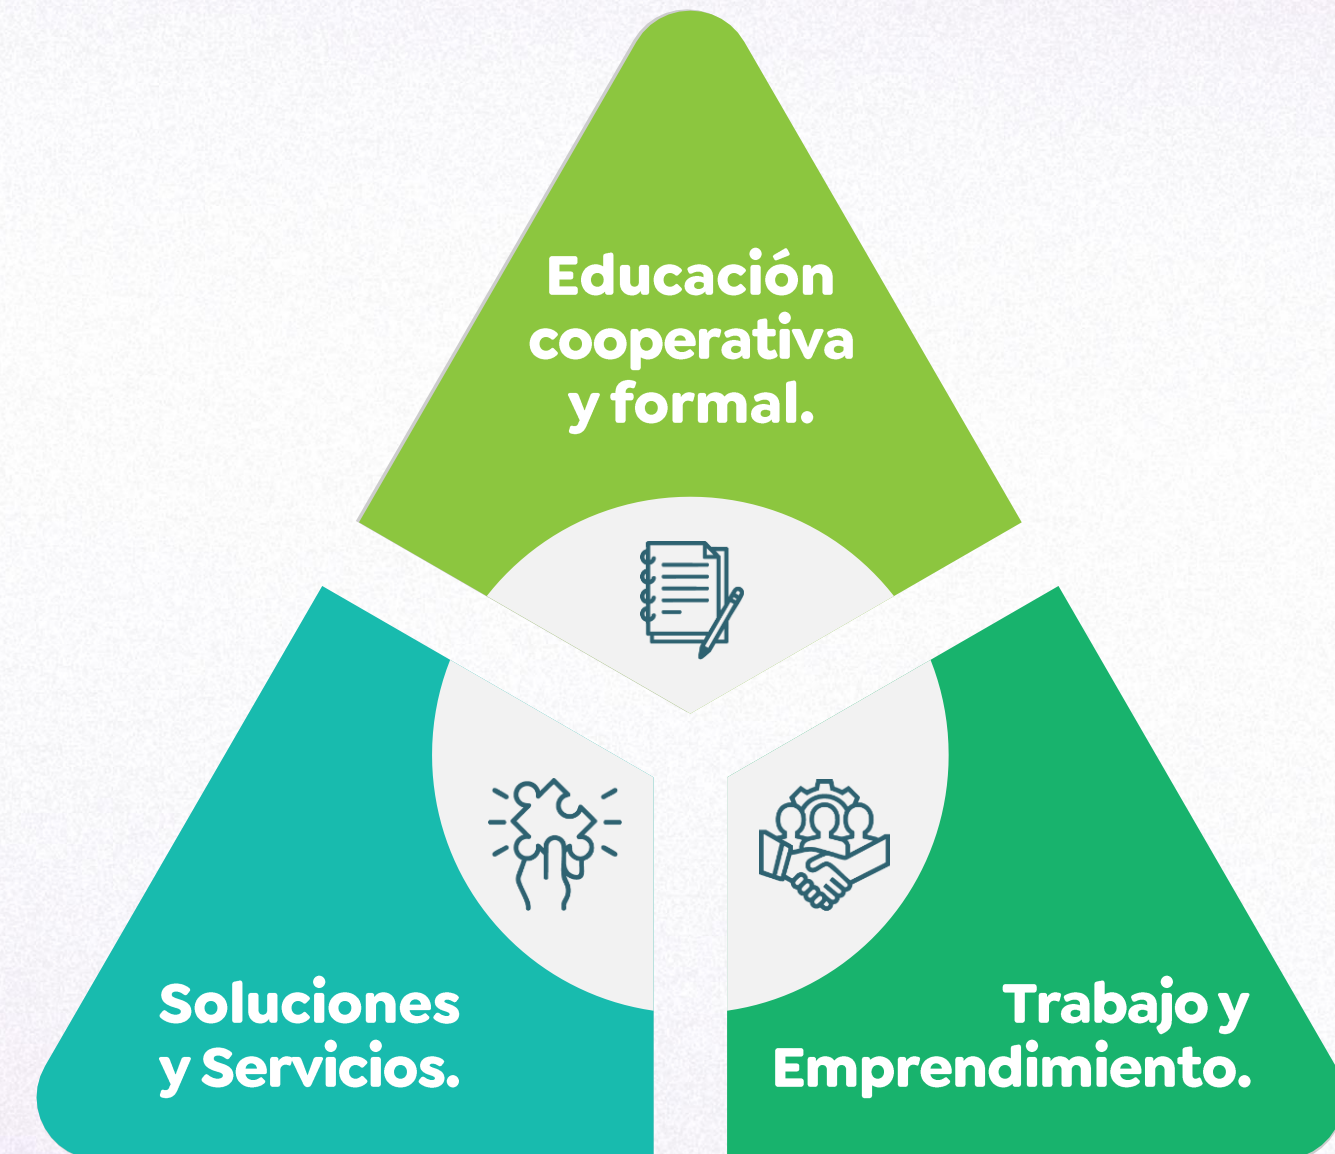 Educación
cooperativa
y formal.
Soluciones
y Servicios.
Trabajo y
Emprendimiento.